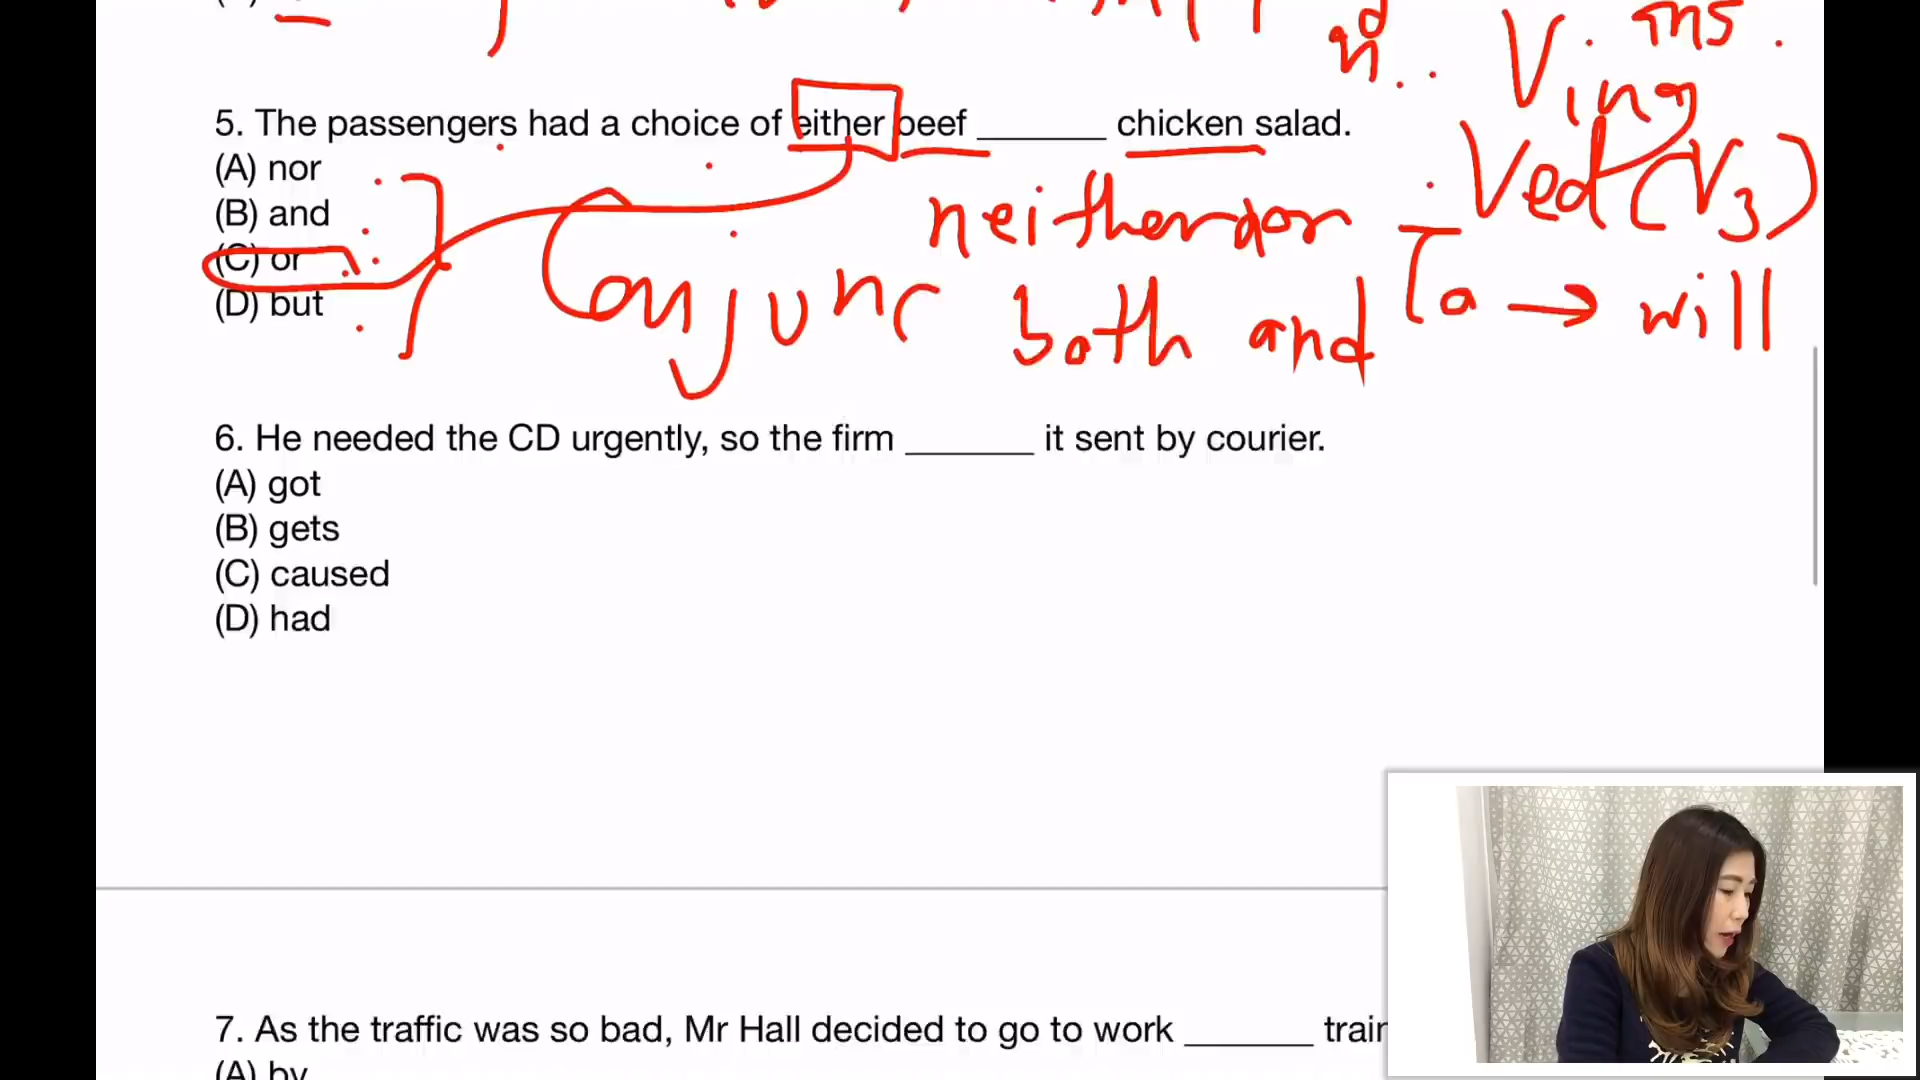 Ving
5. The passengers had a choice of either beef _______ chicken salad.
(A) nor
(B) and
(C) or
(D) but
Ved (V3)
neither nor
Conjunc
both and
To → will
6. He needed the CD urgently, so the firm _______ it sent by courier.
(A) got
(B) gets
(C) caused
(D) had
7. As the traffic was so bad, Mr Hall decided to go to work _______ train
(A) by